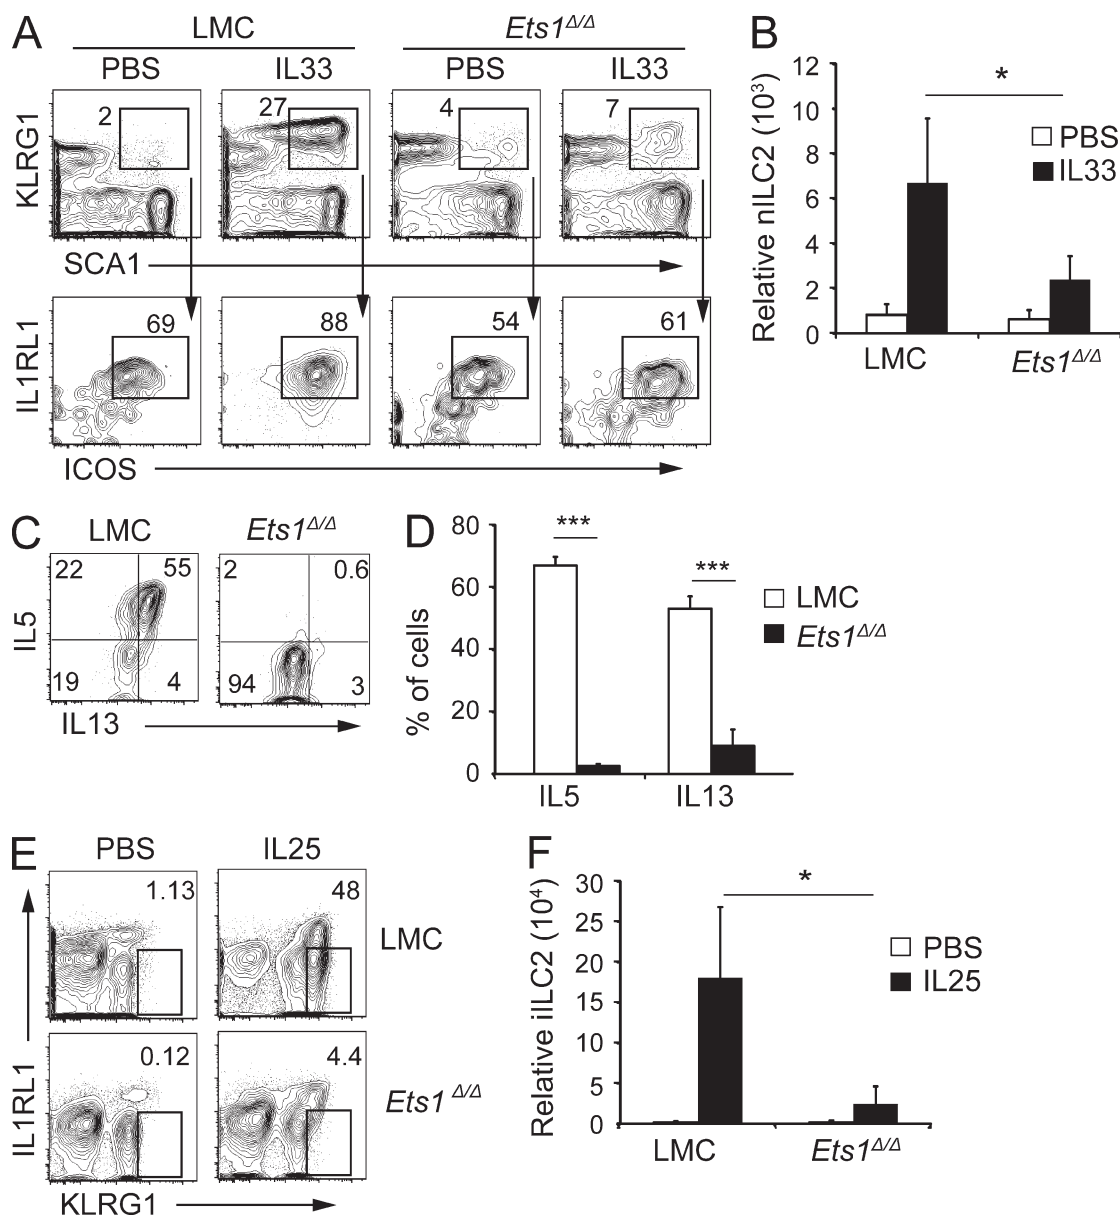 A
LMC
Ets1Δ/Δ
PBS
IL33
PBS
IL33
2
27
4
7
KLRG1
SCA1
69
88
54
61
IL1RL1
ICOS
B
12
10
8
6
4
2
0
Relative nILC2 (10³)
*
PBS
IL33
LMC
Ets1Δ/Δ
C
LMC
Ets1Δ/Δ
22
55
2
0.6
19
4
94
3
IL5
IL13
D
80
60
40
20
0
% of cells
***
***
LMC
Ets1Δ/Δ
IL5
IL13
E
PBS
IL25
1.13
48
LMC
0.12
4.4
Ets1 Δ/Δ
IL1RL1
KLRG1
F
30
25
20
15
10
5
0
Relative iILC2 (10⁴)
*
PBS
IL25
LMC
Ets1Δ/Δ